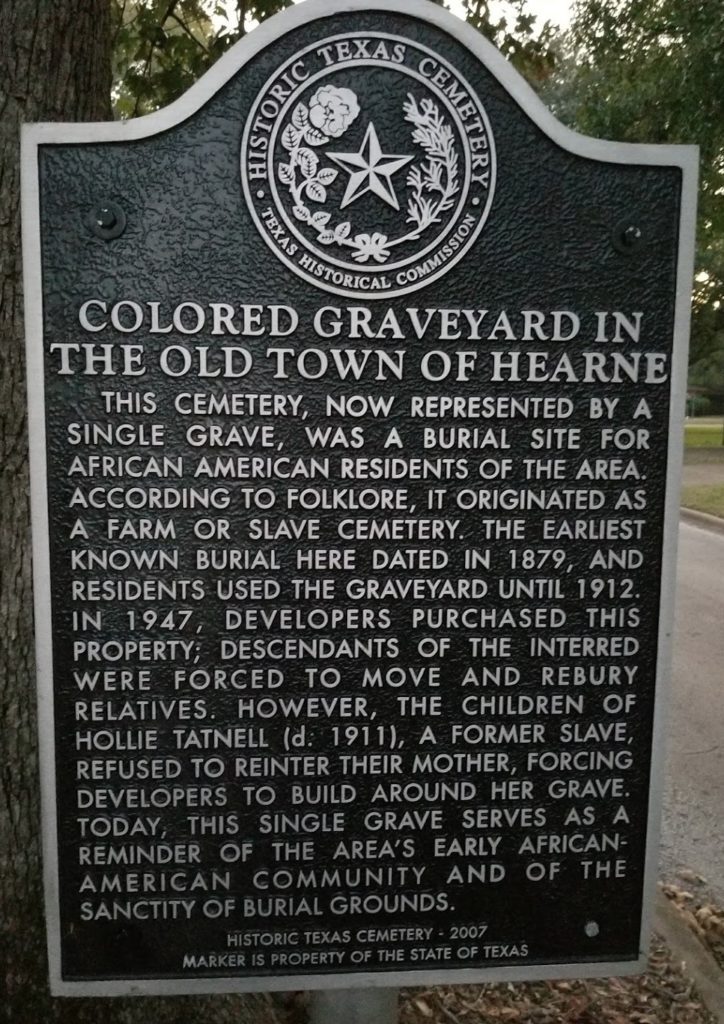 HISTORIC TEXAS CEMETERY
TEXAS HISTORICAL COMMISSION
COLORED GRAVEYARD IN
THE OLD TOWN OF HEARNE
THIS CEMETERY, NOW REPRESENTED BY A
SINGLE GRAVE, WAS A BURIAL SITE FOR
AFRICAN AMERICAN RESIDENTS OF THE AREA.
ACCORDING TO FOLKLORE, IT ORIGINATED AS
A FARM OR SLAVE CEMETERY. THE EARLIEST
KNOWN BURIAL HERE DATED IN 1879, AND
RESIDENTS USED THE GRAVEYARD UNTIL 1912.
IN 1947, DEVELOPERS PURCHASED THIS
PROPERTY; DESCENDANTS OF THE INTERRED
WERE FORCED TO MOVE AND REBURY
RELATIVES. HOWEVER, THE CHILDREN OF
HOLLIE TATNELL (d. 1911), A FORMER SLAVE,
REFUSED TO REINTER THEIR MOTHER, FORCING
DEVELOPERS TO BUILD AROUND HER GRAVE.
TODAY, THIS SINGLE GRAVE SERVES AS A
REMINDER OF THE AREA'S EARLY AFRICAN-
AMERICAN COMMUNITY AND OF THE
SANCTITY OF BURIAL GROUNDS.
HISTORIC TEXAS CEMETERY - 2007
MARKER IS PROPERTY OF THE STATE OF TEXAS